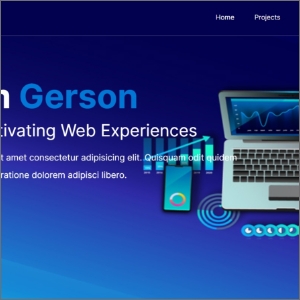 Home Projects
n Gerson
tivating Web Experiences
t amet consectetur adipisicing elit. Quisquam odit quidem
ratione dolorem adipisci libero.